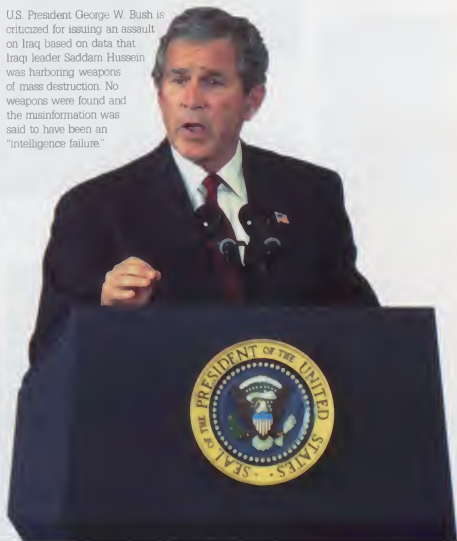 U.S. President George W. Bush is
criticized for issuing an assault
on Iraq based on data that
Iraqi leader Saddam Hussein
was harboring weapons
of mass destruction. No
weapons were found and
the misinformation was
said to have been an
"intelligence failure."
SEAL OF THE PRESIDENT OF THE UNITED STATES